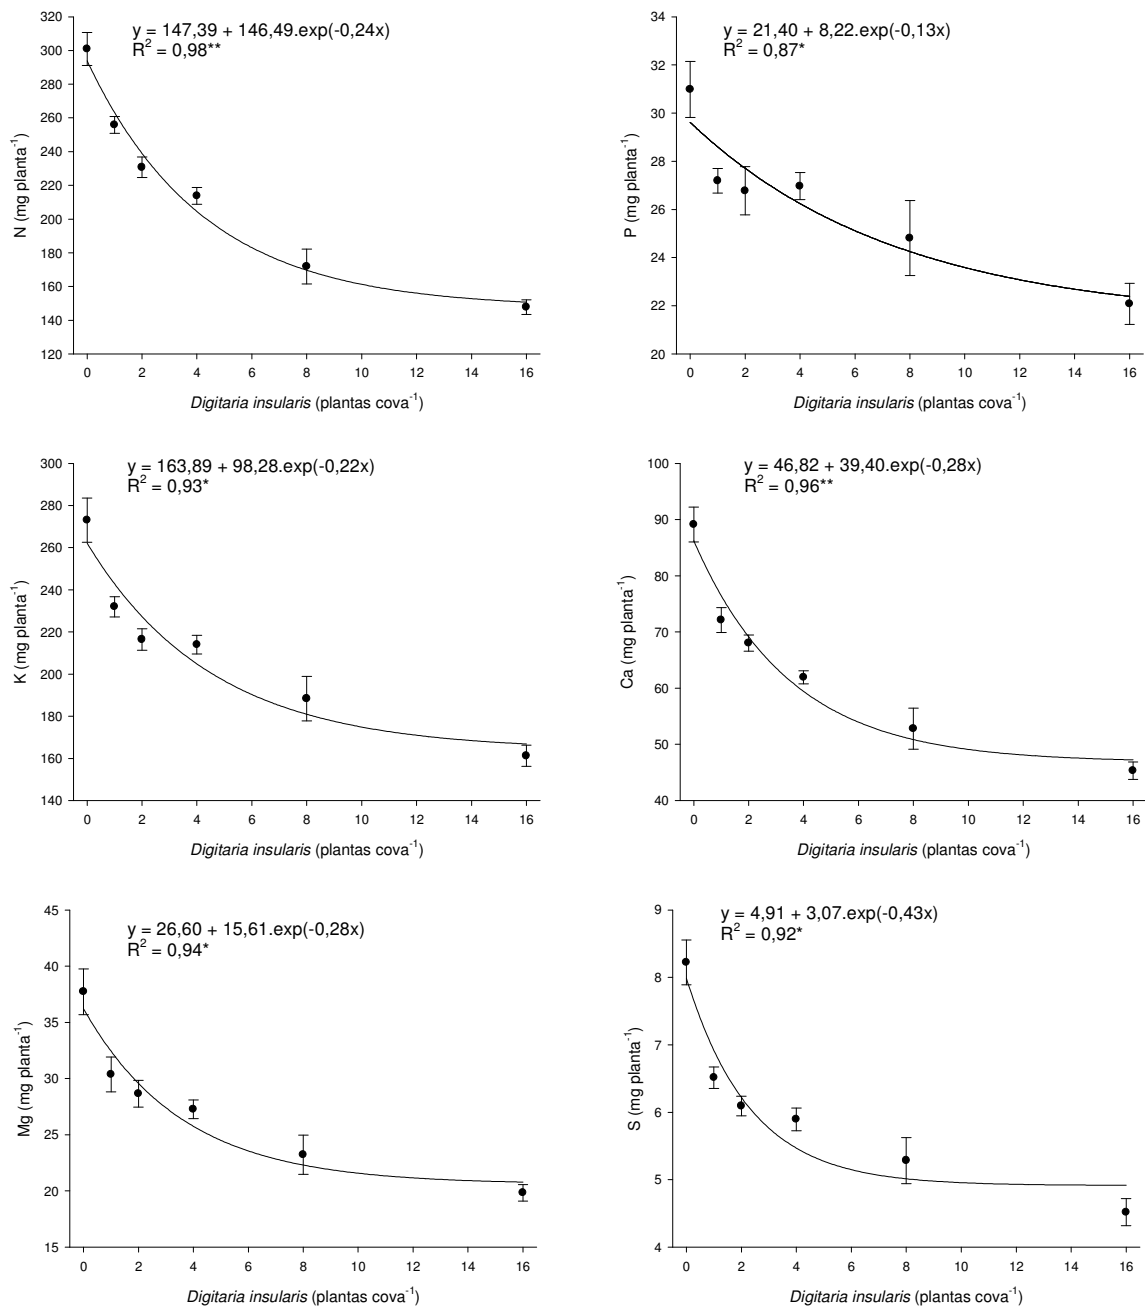 y = 147,39 + 146,49.exp(-0,24x)
R² = 0,98**
N (mg planta⁻¹)
320
300
280
260
240
220
200
180
160
140
120
0 2 4 6 8 10 12 14 16
Digitaria insularis (plantas cova⁻¹)
y = 21,40 + 8,22.exp(-0,13x)
R² = 0,87*
P (mg planta⁻¹)
34
32
30
28
26
24
22
20
0 2 4 6 8 10 12 14 16
Digitaria insularis (plantas cova⁻¹)
y = 163,89 + 98,28.exp(-0,22x)
R² = 0,93*
K (mg planta⁻¹)
300
280
260
240
220
200
180
160
140
0 2 4 6 8 10 12 14 16
Digitaria insularis (plantas cova⁻¹)
y = 46,82 + 39,40.exp(-0,28x)
R² = 0,96**
Ca (mg planta⁻¹)
100
90
80
70
60
50
40
0 2 4 6 8 10 12 14 16
Digitaria insularis (plantas cova⁻¹)
y = 26,60 + 15,61.exp(-0,28x)
R² = 0,94*
Mg (mg planta⁻¹)
45
40
35
30
25
20
15
0 2 4 6 8 10 12 14 16
Digitaria insularis (plantas cova⁻¹)
y = 4,91 + 3,07.exp(-0,43x)
R² = 0,92*
S (mg planta⁻¹)
9
8
7
6
5
4
0 2 4 6 8 10 12 14 16
Digitaria insularis (plantas cova⁻¹)